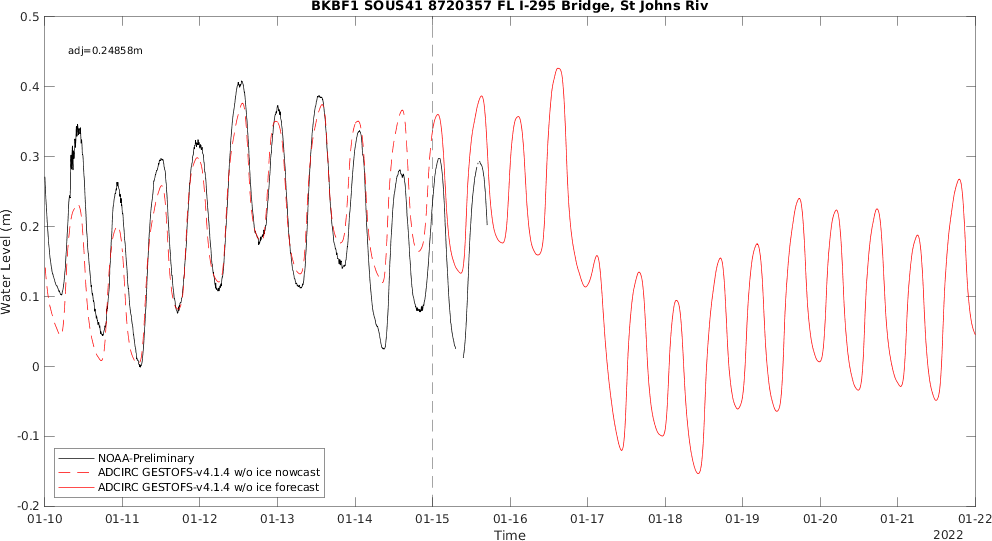 BKBF1 SOUS41 8720357 FL I-295 Bridge, St Johns Riv
adj=0.24858m
0.5
0.4
0.3
0.2
0.1
0
-0.1
-0.2
Water Level (m)
NOAA-Preliminary
ADCIRC GESTOFS-v4.1.4 w/o ice nowcast
ADCIRC GESTOFS-v4.1.4 w/o ice forecast
01-10 01-11 01-12 01-13 01-14 01-15 01-16 01-17 01-18 01-19 01-20 01-21 01-22
Time
2022